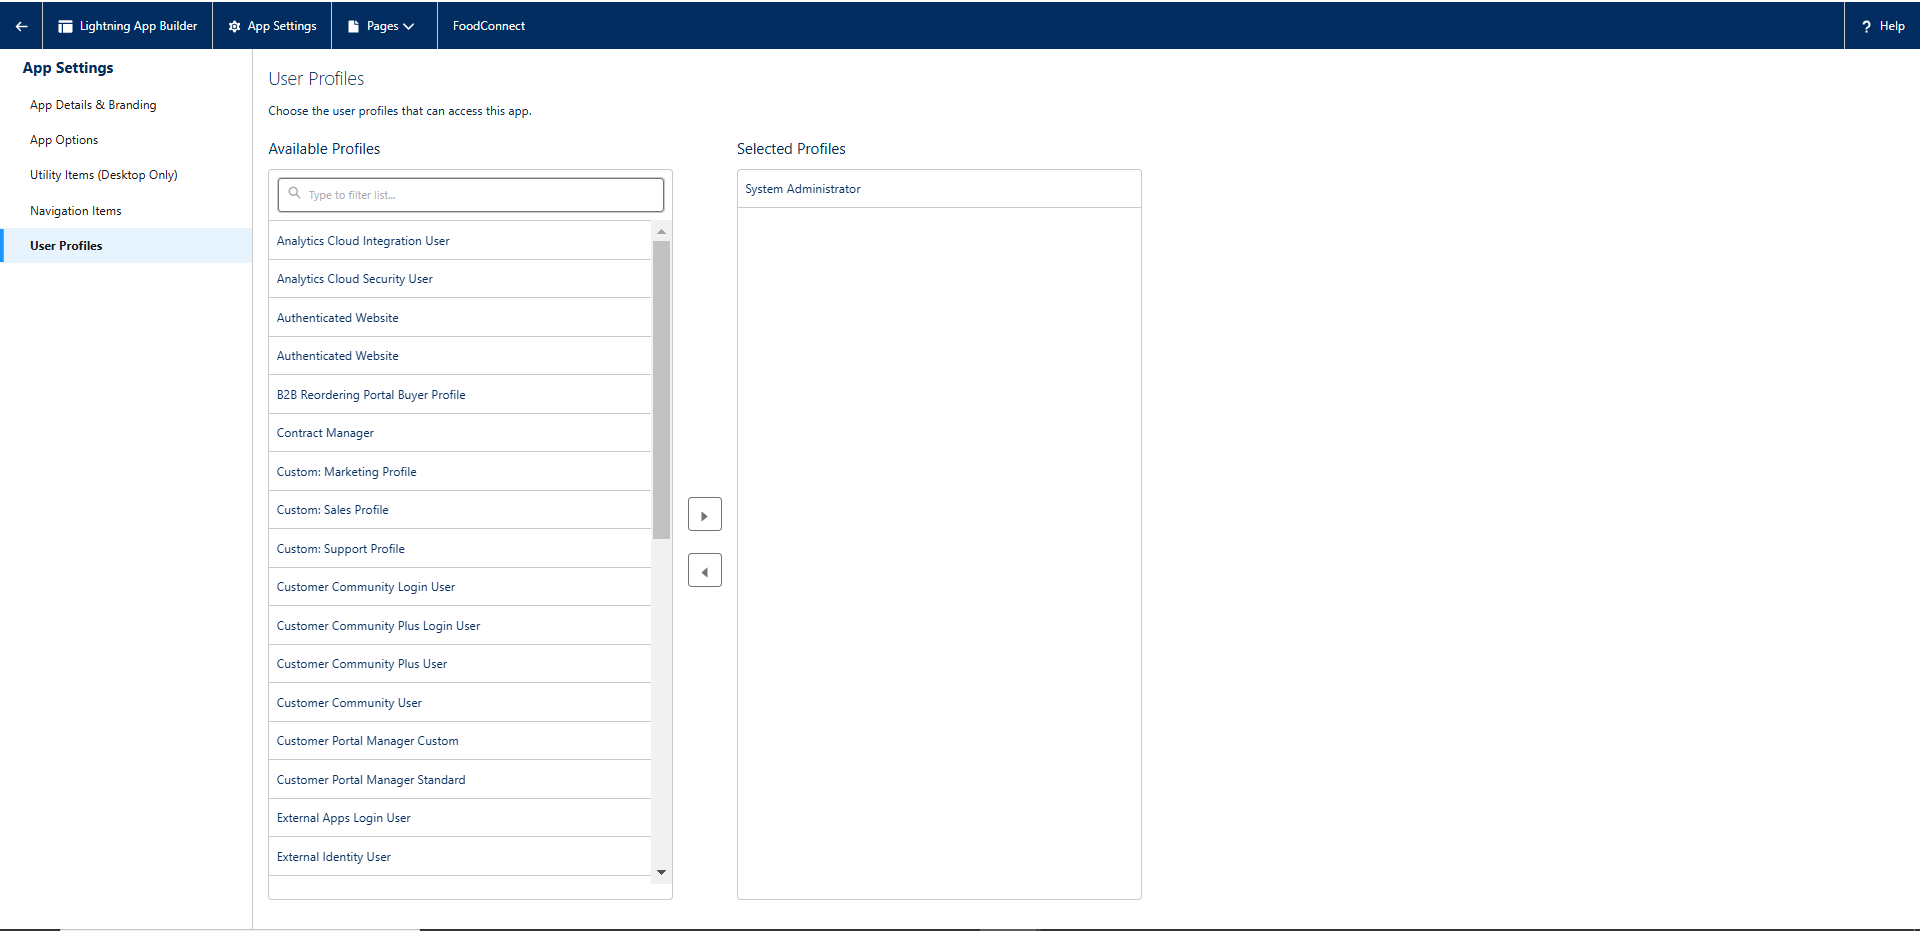 Lightning App Builder
App Settings
Pages
FoodConnect
? Help
App Settings
App Details & Branding
App Options
Utility Items (Desktop Only)
Navigation Items
User Profiles
User Profiles
Choose the user profiles that can access this app.
Available Profiles
Type to filter list...
Analytics Cloud Integration User
Analytics Cloud Security User
Authenticated Website
Authenticated Website
B2B Reordering Portal Buyer Profile
Contract Manager
Custom: Marketing Profile
Custom: Sales Profile
Custom: Support Profile
Customer Community Login User
Customer Community Plus Login User
Customer Community Plus User
Customer Community User
Customer Portal Manager Custom
Customer Portal Manager Standard
External Apps Login User
External Identity User
Selected Profiles
System Administrator